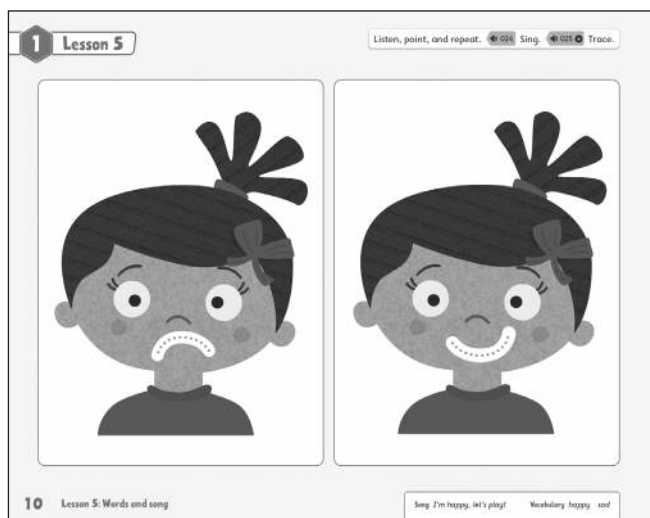 1 Lesson 5
Listen, point, and repeat. 024 Sing. 025 Trace.
10 Lesson 5: Words and song
Song I'm happy, let's play! Vocabulary happy sad